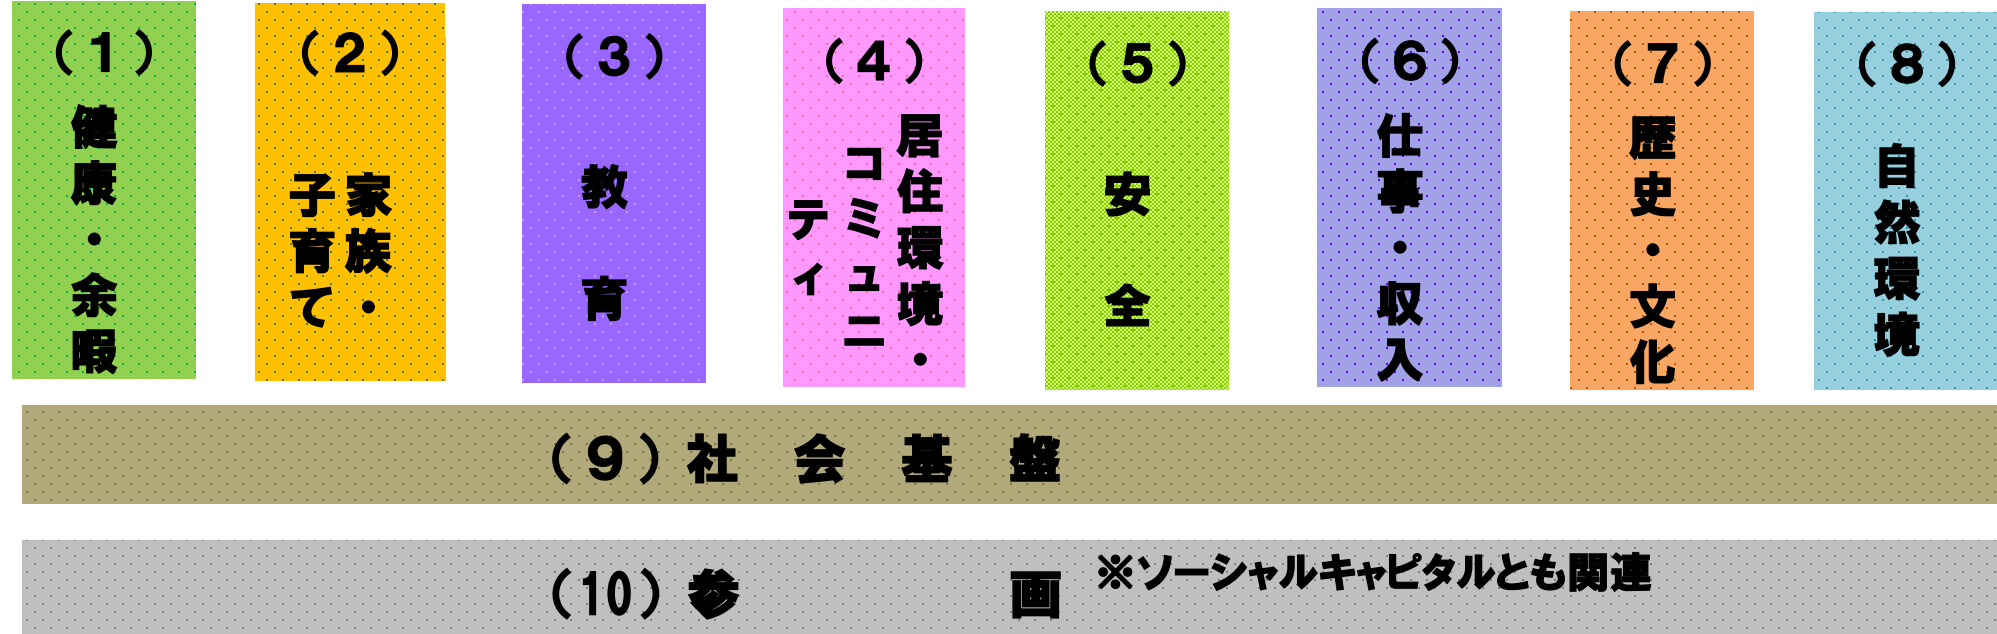 （１）
健康・余暇
（２）
家族・
子育て
（３）
教育
（４）
居住環境・
コミュニ
ティ
（５）
安全
（６）
仕事・収入
（７）
歴史・文化
（８）
自然環境
（９）社会基盤
（10）参画 ※ソーシャルキャピタルとも関連